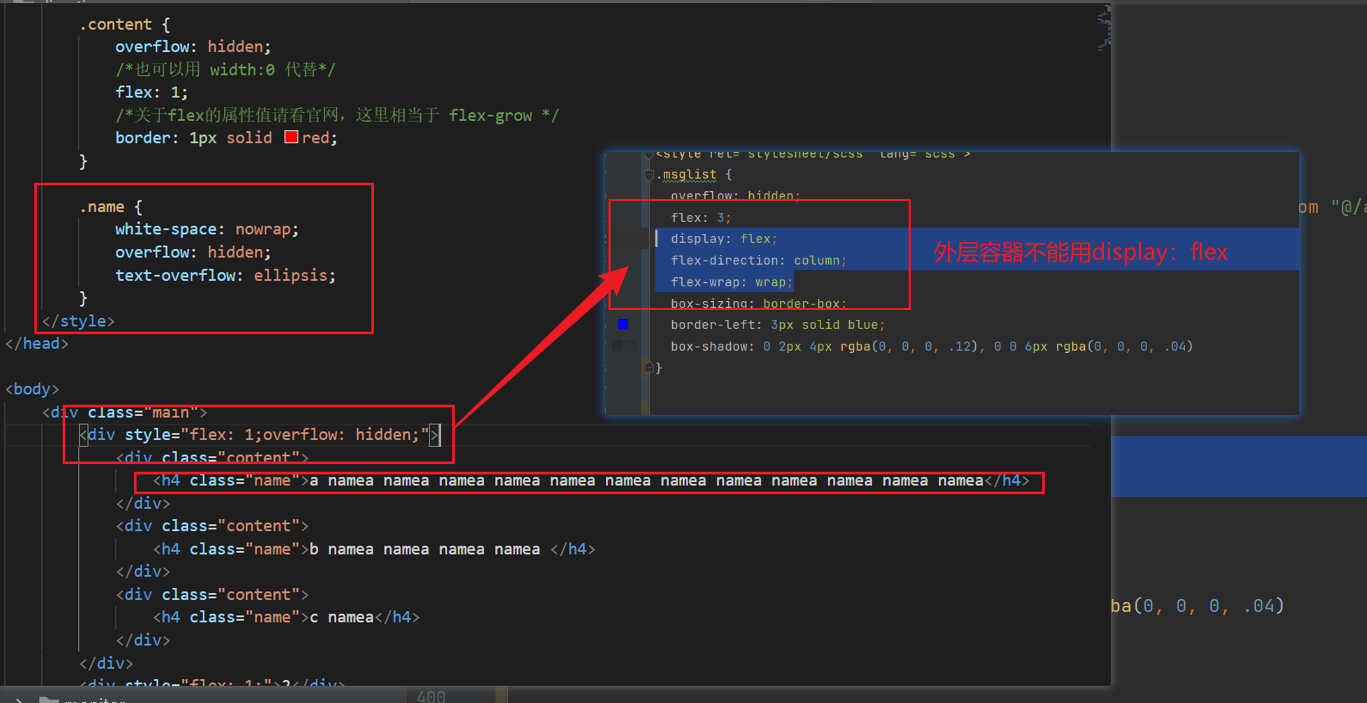 .content {
overflow: hidden;
/*也可以用 width:0 代替*/
flex: 1;
/*关于flex的属性值请看官网，这里相当于 flex-grow */
border: 1px solid red;
}
.name {
white-space: nowrap;
overflow: hidden;
text-overflow: ellipsis;
}
</style>
</head>
<body>
<div class="main">
<div style="flex: 1;overflow: hidden;">
<div class="content">
<h4 class="name">a namea namea namea namea namea namea namea namea namea namea namea namea</h4>
</div>
<div class="content">
<h4 class="name">b namea namea namea namea </h4>
</div>
<div class="content">
<h4 class="name">c namea</h4>
</div>
</div>
<div style="flex: 1;">2</div>
<style rel="stylesheet/scss" lang="scss">
.msglist {
overflow: hidden;
flex: 3;
display: flex;
flex-direction: column;
flex-wrap: wrap;
box-sizing: border-box;
border-left: 3px solid blue;
box-shadow: 0 2px 4px rgba(0, 0, 0, .12), 0 0 6px rgba(0, 0, 0, .04)
}
外层容器不能用display：flex
om "@/a
ba(0, 0, 0, .04)
monitor
400